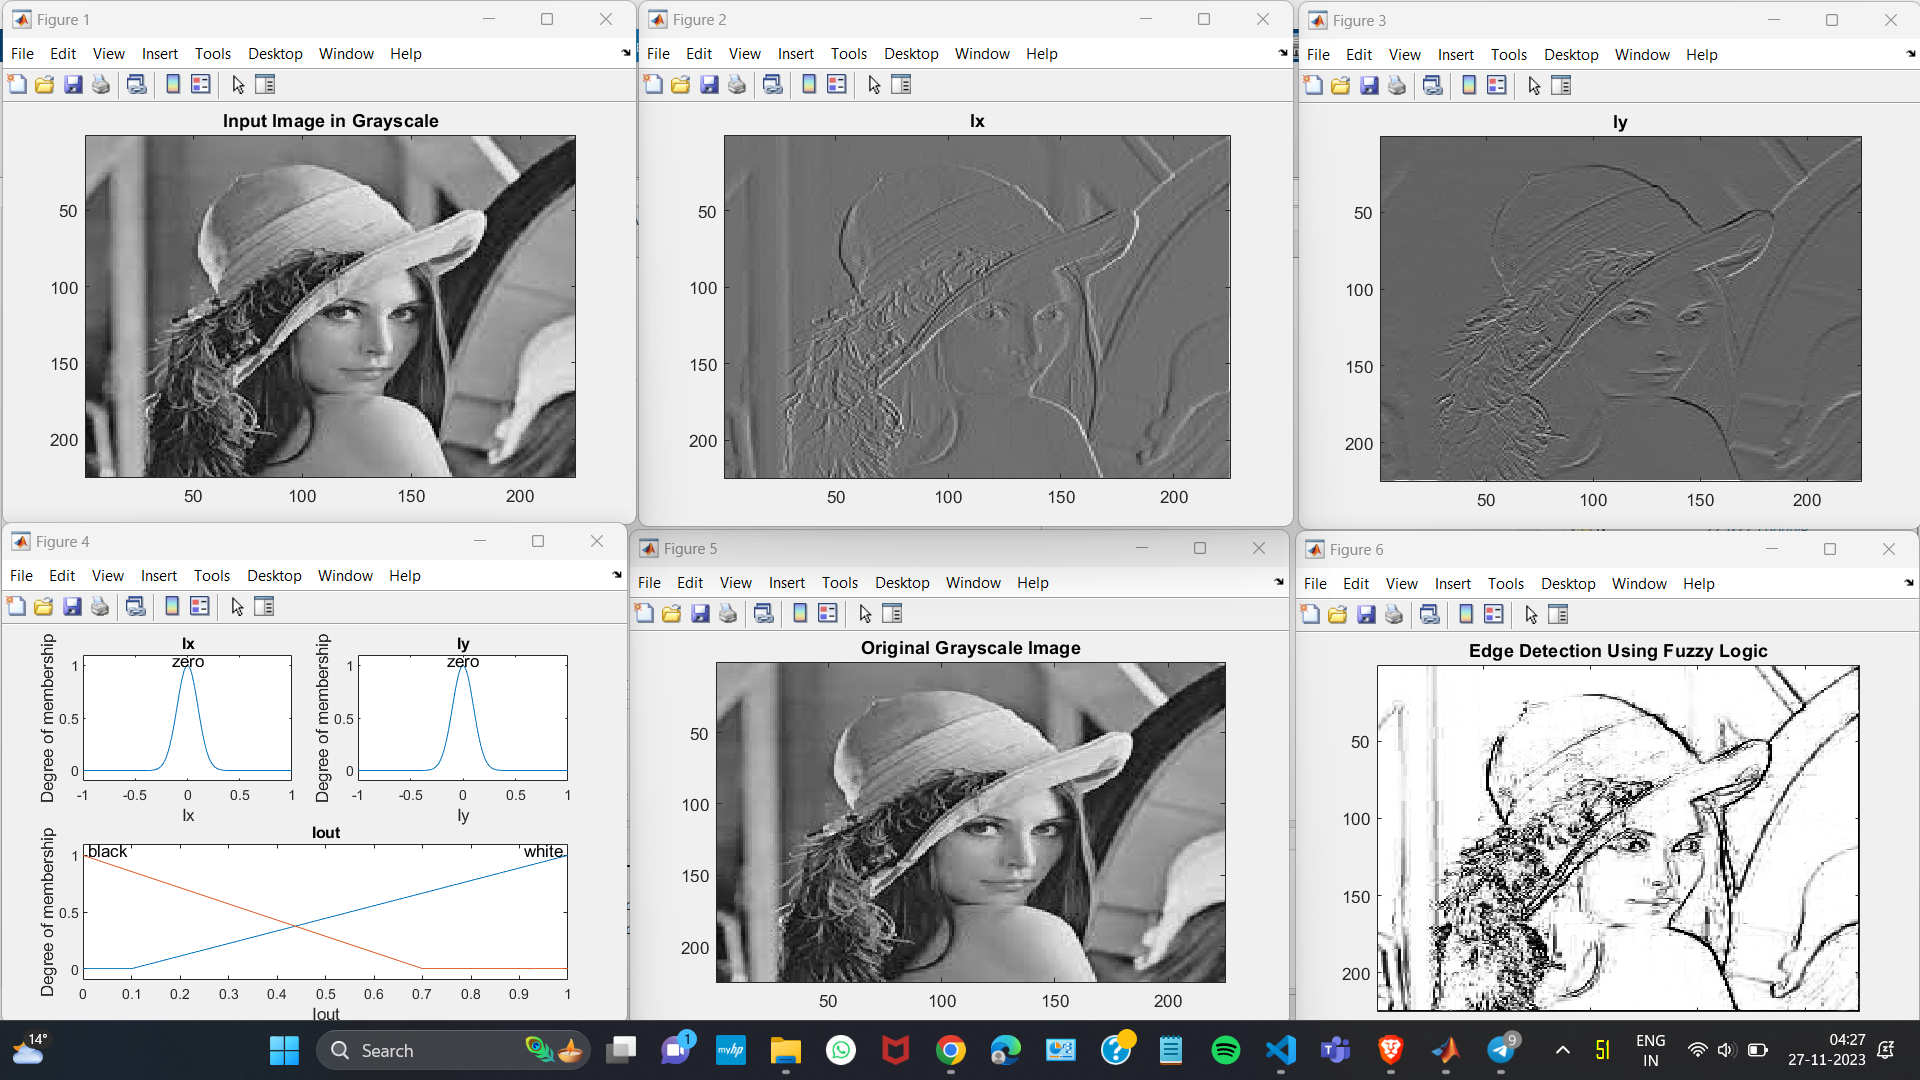 Figure 1
File Edit View Insert Tools Desktop Window Help
Input Image in Grayscale
50
100
150
200
50 100 150 200
Figure 2
File Edit View Insert Tools Desktop Window Help
Ix
50
100
150
200
50 100 150 200
Figure 3
File Edit View Insert Tools Desktop Window Help
Iy
50
100
150
200
50 100 150 200
Figure 4
File Edit View Insert Tools Desktop Window Help
Ix
zero
Degree of membership
1
0.5
0
-1 -0.5 0 0.5 1
Ix
Iy
zero
Degree of membership
1
0.5
0
-1 -0.5 0 0.5 1
Iy
Iout
black white
Degree of membership
1
0.5
0
0 0.1 0.2 0.3 0.4 0.5 0.6 0.7 0.8 0.9 1
Iout
Figure 5
File Edit View Insert Tools Desktop Window Help
Original Grayscale Image
50
100
150
200
50 100 150 200
Figure 6
File Edit View Insert Tools Desktop Window Help
Edge Detection Using Fuzzy Logic
50
100
150
200
14°
Search
1
myhp
9
51
ENG
IN
04:27
27-11-2023